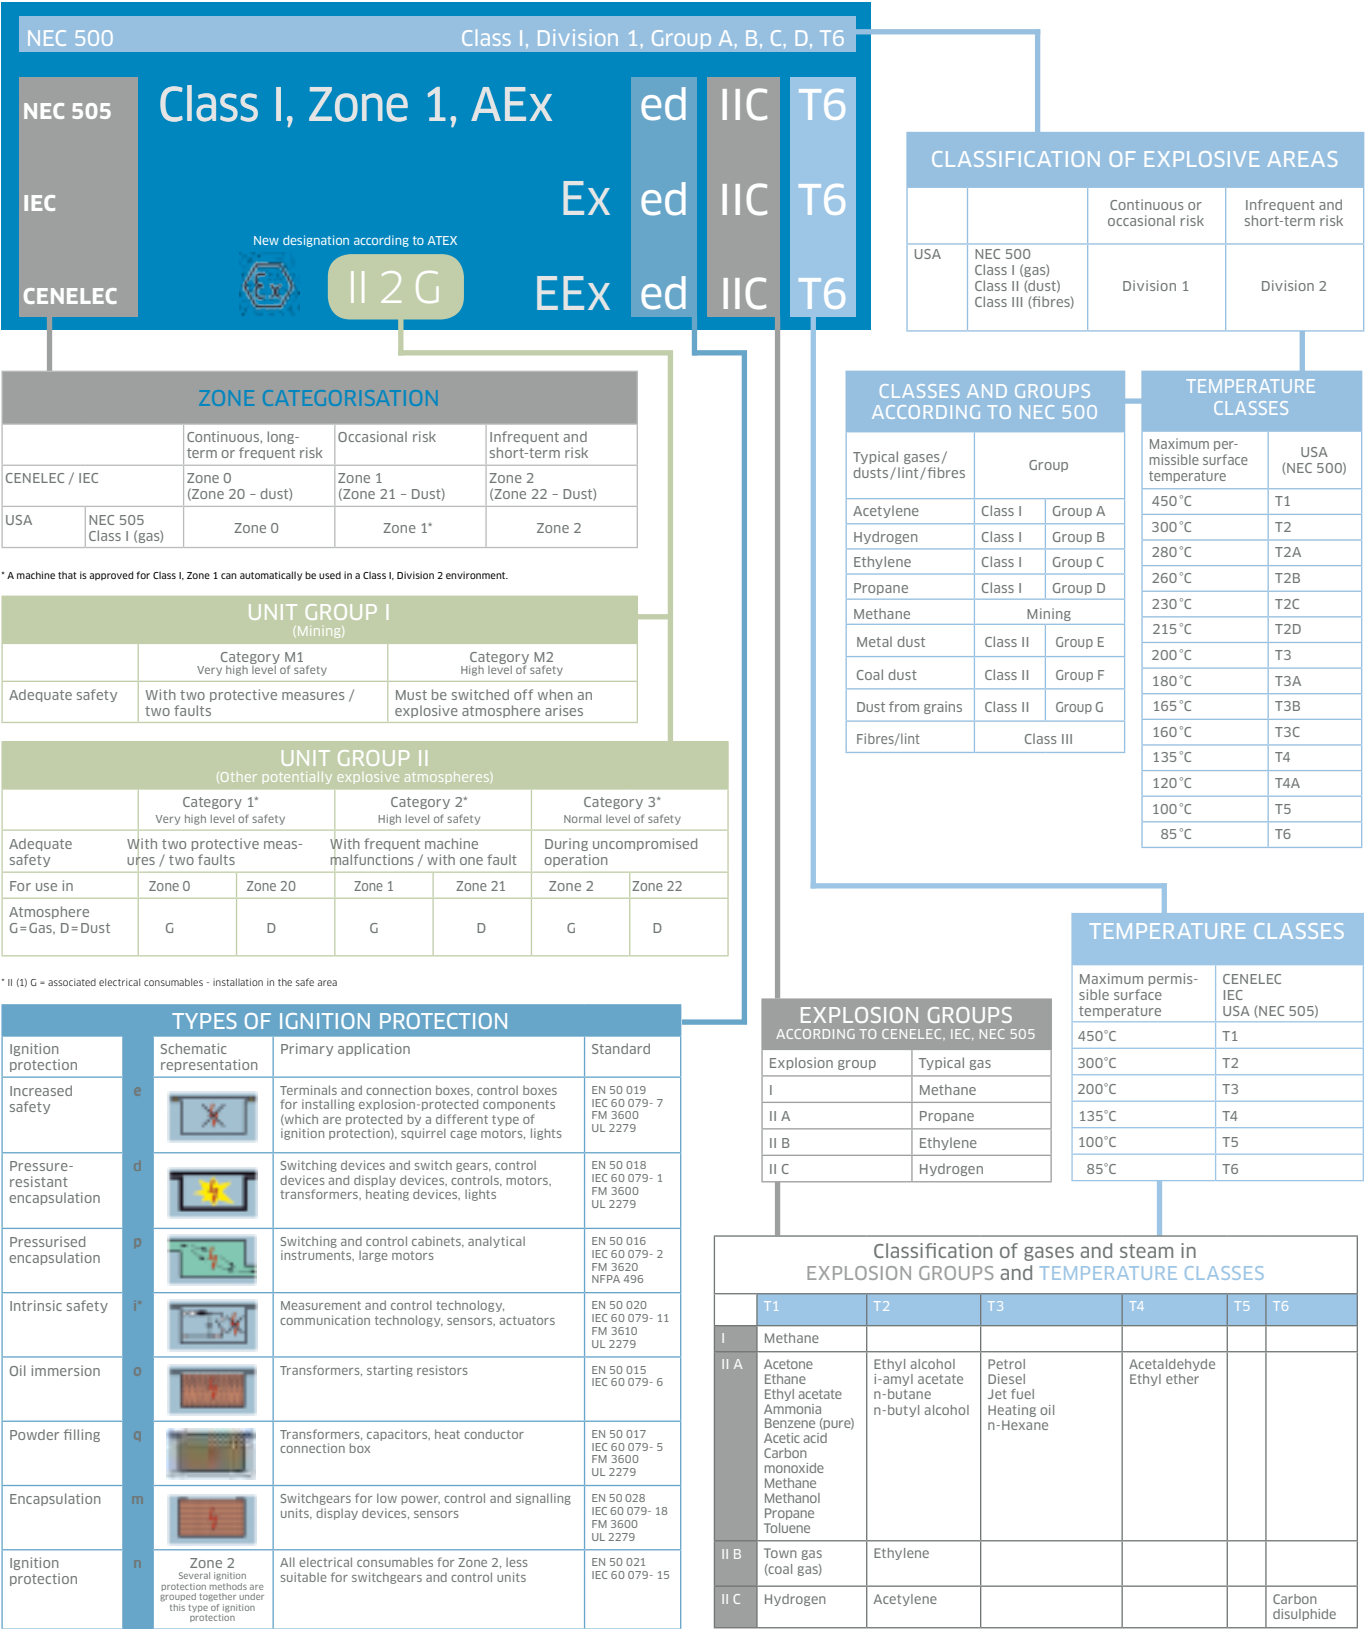 NEC 500
Class I, Division 1, Group A, B, C, D, T6
NEC 505
Class I, Zone 1, AEx
ed
IIC
T6
IEC
Ex
ed
IIC
T6
New designation according to ATEX
CENELEC
Ex
II 2 G
EEx
ed
IIC
T6
CLASSIFICATION OF EXPLOSIVE AREAS
Continuous or
occasional risk
Infrequent and
short-term risk
USA
NEC 500
Class I (gas)
Class II (dust)
Class III (fibres)
Division 1
Division 2
ZONE CATEGORISATION
Continuous, long-
term or frequent risk
Occasional risk
Infrequent and
short-term risk
CENELEC / IEC
Zone 0
(Zone 20 – dust)
Zone 1
(Zone 21 – Dust)
Zone 2
(Zone 22 – Dust)
USA
NEC 505
Class I (gas)
Zone 0
Zone 1*
Zone 2
* A machine that is approved for Class I, Zone 1 can automatically be used in a Class I, Division 2 environment.
UNIT GROUP I
(Mining)
Category M1
Very high level of safety
Category M2
High level of safety
Adequate safety
With two protective measures /
two faults
Must be switched off when an
explosive atmosphere arises
UNIT GROUP II
(Other potentially explosive atmospheres)
Category 1*
Very high level of safety
Category 2*
High level of safety
Category 3*
Normal level of safety
Adequate
safety
With two protective meas-
ures / two faults
With frequent machine
malfunctions / with one fault
During uncompromised
operation
For use in
Zone 0
Zone 20
Zone 1
Zone 21
Zone 2
Zone 22
Atmosphere
G=Gas, D=Dust
G
D
G
D
G
D
* II (1) G = associated electrical consumables - installation in the safe area
CLASSES AND GROUPS
ACCORDING TO NEC 500
Typical gases/
dusts/lint/fibres
Group
Acetylene
Class I
Group A
Hydrogen
Class I
Group B
Ethylene
Class I
Group C
Propane
Class I
Group D
Methane
Mining
Metal dust
Class II
Group E
Coal dust
Class II
Group F
Dust from grains
Class II
Group G
Fibres/lint
Class III
TEMPERATURE
CLASSES
Maximum per-
missible surface
temperature
USA
(NEC 500)
450°C
T1
300°C
T2
280°C
T2A
260°C
T2B
230°C
T2C
215°C
T2D
200°C
T3
180°C
T3A
165°C
T3B
160°C
T3C
135°C
T4
120°C
T4A
100°C
T5
85°C
T6
TEMPERATURE CLASSES
Maximum permis-
sible surface
temperature
CENELEC
IEC
USA (NEC 505)
450°C
T1
300°C
T2
200°C
T3
135°C
T4
100°C
T5
85°C
T6
EXPLOSION GROUPS
ACCORDING TO CENELEC, IEC, NEC 505
Explosion group
Typical gas
I
Methane
II A
Propane
II B
Ethylene
II C
Hydrogen
TYPES OF IGNITION PROTECTION
Ignition
protection
Schematic
representation
Primary application
Standard
Increased
safety
e
Terminals and connection boxes, control boxes
for installing explosion-protected components
(which are protected by a different type of
ignition protection), squirrel cage motors, lights
EN 50 019
IEC 60 079- 7
FM 3600
UL 2279
Pressure-
resistant
encapsulation
d
Switching devices and switch gears, control
devices and display devices, controls, motors,
transformers, heating devices, lights
EN 50 018
IEC 60 079- 1
FM 3600
UL 2279
Pressurised
encapsulation
p
Switching and control cabinets, analytical
instruments, large motors
EN 50 016
IEC 60 079- 2
FM 3620
NFPA 496
Intrinsic safety
i*
Measurement and control technology,
communication technology, sensors, actuators
EN 50 020
IEC 60 079- 11
FM 3610
UL 2279
Oil immersion
o
Transformers, starting resistors
EN 50 015
IEC 60 079- 6
Powder filling
q
Transformers, capacitors, heat conductor
connection box
EN 50 017
IEC 60 079- 5
FM 3600
UL 2279
Encapsulation
m
Switchgears for low power, control and signalling
units, display devices, sensors
EN 50 028
IEC 60 079- 18
FM 3600
UL 2279
Ignition
protection
n
Zone 2
Several ignition
protection methods are
grouped together under
this type of ignition
protection
All electrical consumables for Zone 2, less
suitable for switchgears and control units
EN 50 021
IEC 60 079- 15
Classification of gases and steam in
EXPLOSION GROUPS and TEMPERATURE CLASSES
T1
T2
T3
T4
T5
T6
I
Methane
II A
Acetone
Ethane
Ethyl acetate
Ammonia
Benzene (pure)
Acetic acid
Carbon
monoxide
Methane
Methanol
Propane
Toluene
Ethyl alcohol
i-amyl acetate
n-butane
n-butyl alcohol
Petrol
Diesel
Jet fuel
Heating oil
n-Hexane
Acetaldehyde
Ethyl ether
II B
Town gas
(coal gas)
Ethylene
II C
Hydrogen
Acetylene
Carbon
disulphide